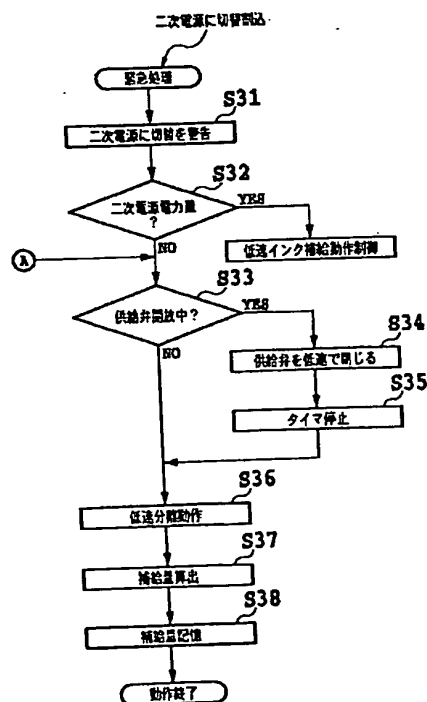 二次電源に切替割込
緊急処理
S31
二次電源に切替を警告
S32
二次電源電力量
?
YES
NO
低速インク補給動作制御
A
S33
供給弁開放中?
YES
NO
S34
供給弁を低速で閉じる
S35
タイマ停止
S36
低速分離動作
S37
補給量算出
S38
補給量記憶
動作終了